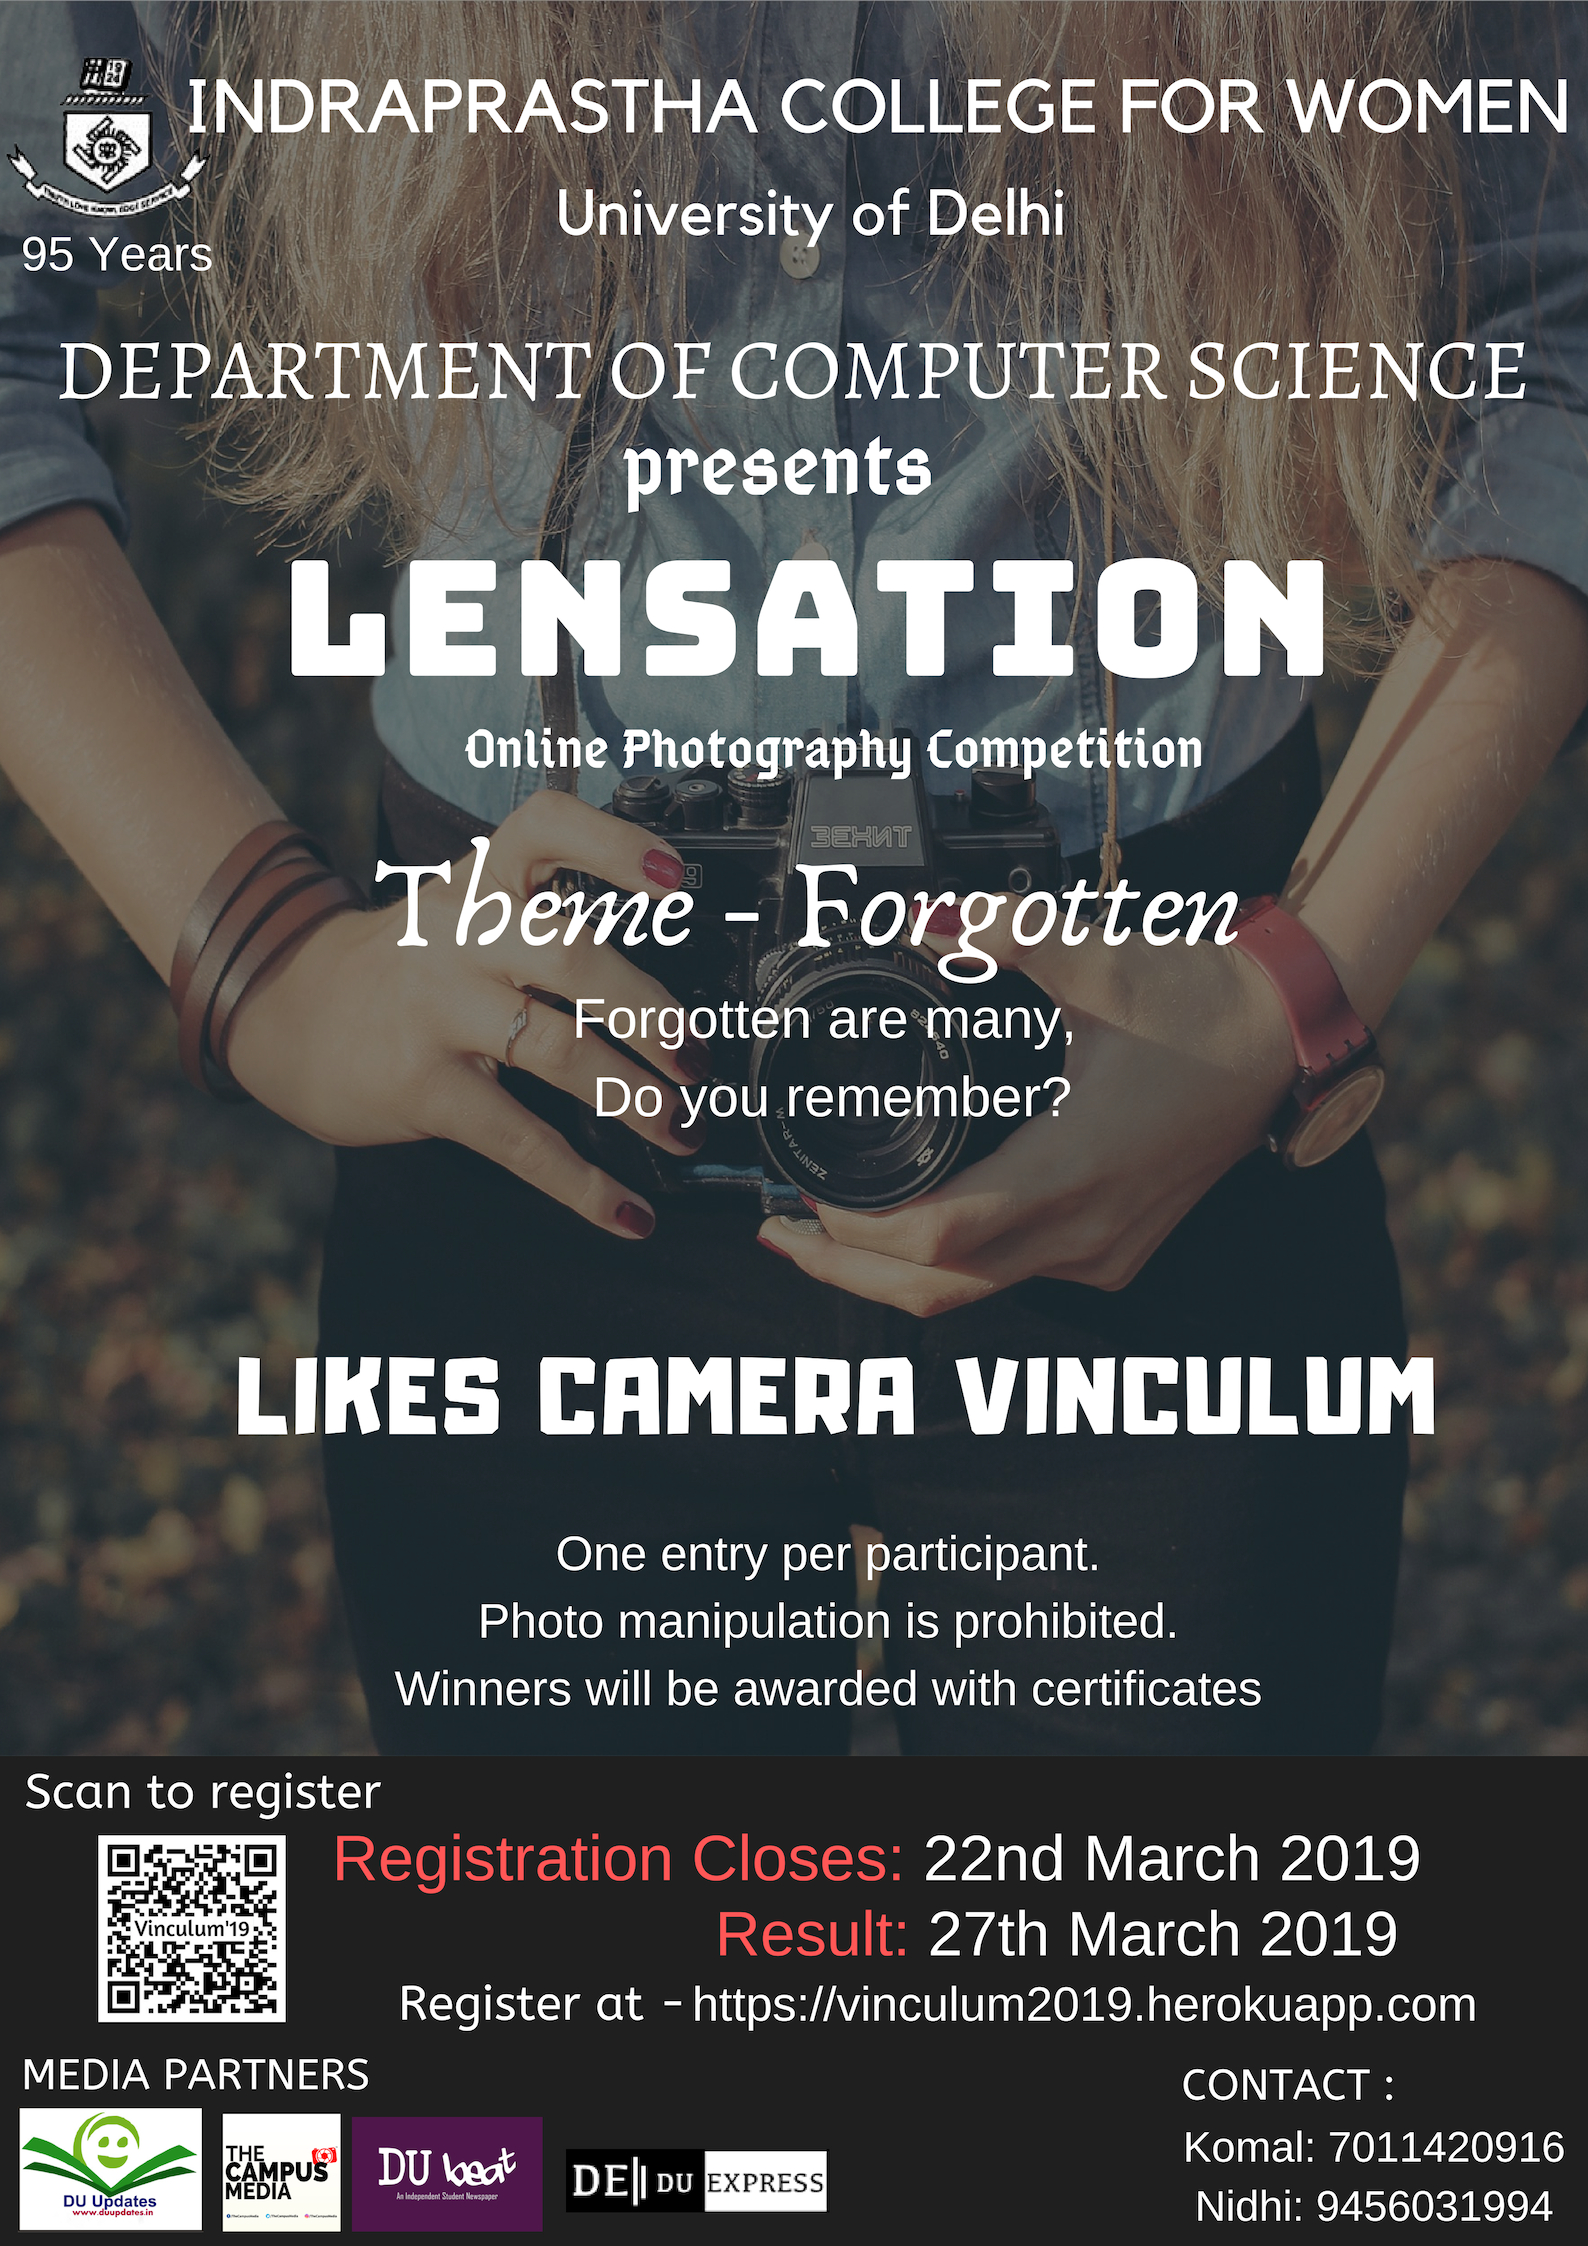 1924
INDRAPRASTHA COLLEGE FOR WOMEN
University of Delhi
95 Years
DEPARTMENT OF COMPUTER SCIENCE
presents
LENSATION
Online Photography Competition
ЗЕНИТ
Theme - Forgotten
Forgotten are many,
Do you remember?
ZENITAR-
LIKES CAMERA VINCULUM
One entry per participant.
Photo manipulation is prohibited.
Winners will be awarded with certificates
Scan to register
Vinculum'19
Registration Closes: 22nd March 2019
Result: 27th March 2019
Register at - https://vinculum2019.herokuapp.com
MEDIA PARTNERS
DU Updates
www.duupdates.in
THE
CAMPUS
MEDIA
DU beat
An Independent Student Newspaper
DE|| DU EXPRESS
CONTACT :
Komal: 7011420916
Nidhi: 9456031994